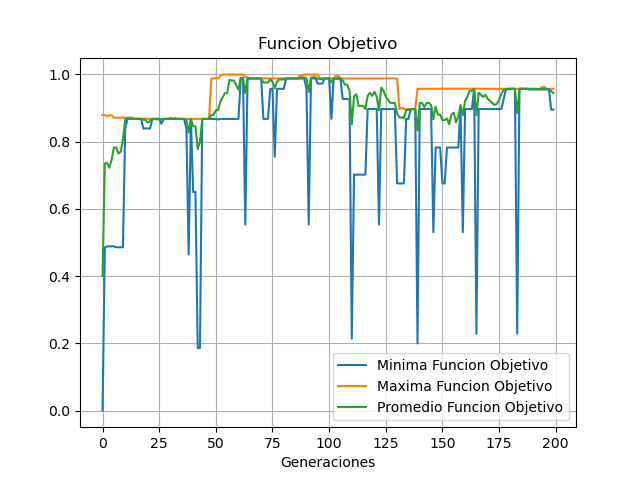 Funcion Objetivo
1.0
0.8
0.6
0.4
0.2
0.0
Minima Funcion Objetivo
Maxima Funcion Objetivo
Promedio Funcion Objetivo
0 25 50 75 100 125 150 175 200
Generaciones